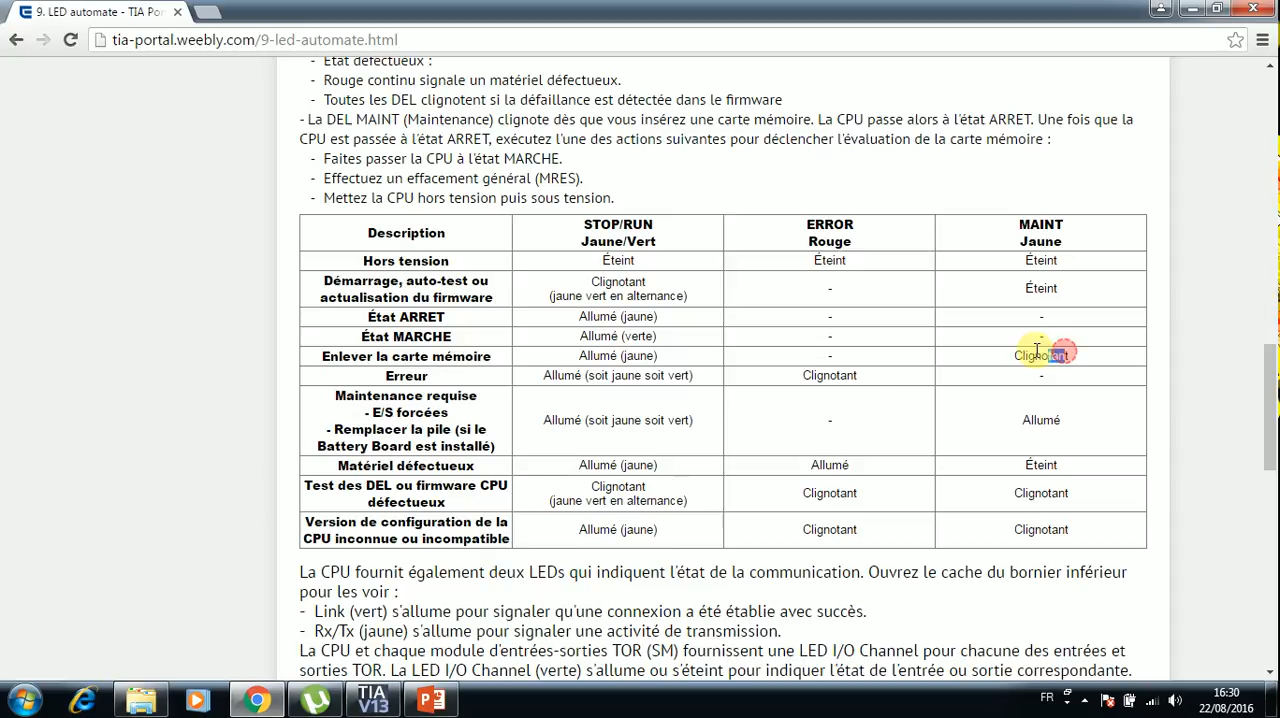 9. LED automate - TIA Por
tia-portal.weebly.com/9-led-automate.html
- Etat défectueux :
- Rouge continu signale un matériel défectueux.
- Toutes les DEL clignotent si la défaillance est détectée dans le firmware
- La DEL MAINT (Maintenance) clignote dès que vous insérez une carte mémoire. La CPU passe alors à l'état ARRET. Une fois que la
CPU est passée à l'état ARRET, exécutez l'une des actions suivantes pour déclencher l'évaluation de la carte mémoire :
- Faites passer la CPU à l'état MARCHE.
- Effectuez un effacement général (MRES).
- Mettez la CPU hors tension puis sous tension.
Description STOP/RUN Jaune/Vert ERROR Rouge MAINT Jaune
Hors tension Éteint Éteint Éteint
Démarrage, auto-test ou actualisation du firmware Clignotant (jaune vert en alternance) - Éteint
État ARRET Allumé (jaune) - -
État MARCHE Allumé (verte) - -
Enlever la carte mémoire Allumé (jaune) - Clignotant
Erreur Allumé (soit jaune soit vert) Clignotant -
Maintenance requise
- E/S forcées
- Remplacer la pile (si le
Battery Board est installé) Allumé (soit jaune soit vert) - Allumé
Matériel défectueux Allumé (jaune) Allumé Éteint
Test des DEL ou firmware CPU défectueux Clignotant (jaune vert en alternance) Clignotant Clignotant
Version de configuration de la CPU inconnue ou incompatible Allumé (jaune) Clignotant Clignotant
La CPU fournit également deux LEDs qui indiquent l'état de la communication. Ouvrez le cache du bornier inférieur
pour les voir :
- Link (vert) s'allume pour signaler qu'une connexion a été établie avec succès.
- Rx/Tx (jaune) s'allume pour signaler une activité de transmission.
La CPU et chaque module d'entrées-sorties TOR (SM) fournissent une LED I/O Channel pour chacune des entrées et
sorties TOR. La LED I/O Channel (verte) s'allume ou s'éteint pour indiquer l'état de l'entrée ou sortie correspondante.
TIA V13
FR
16:30
22/08/2016